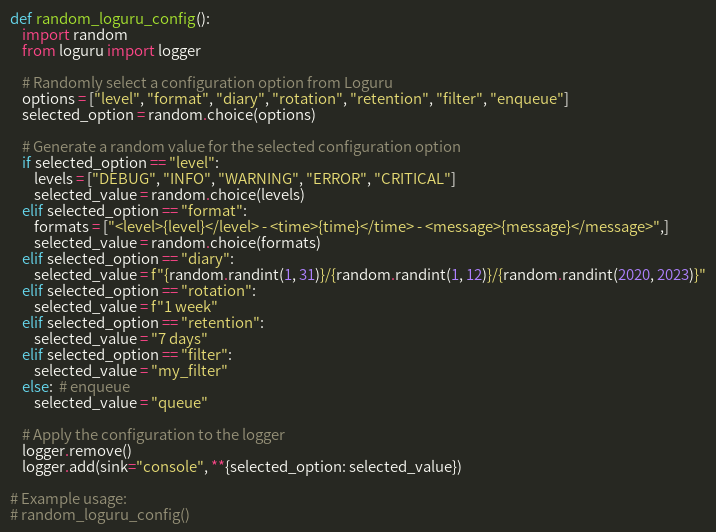 def random_loguru_config():
    import random
    from loguru import logger

    # Randomly select a configuration option from Loguru
    options = ["level", "format", "diary", "rotation", "retention", "filter", "enqueue"]
    selected_option = random.choice(options)

    # Generate a random value for the selected configuration option
    if selected_option == "level":
        levels = ["DEBUG", "INFO", "WARNING", "ERROR", "CRITICAL"]
        selected_value = random.choice(levels)
    elif selected_option == "format":
        formats = ["<level>{level}</level> - <time>{time}</time> - <message>{message}</message>",]
        selected_value = random.choice(formats)
    elif selected_option == "diary":
        selected_value = f"{random.randint(1, 31)}/{random.randint(1, 12)}/{random.randint(2020, 2023)}"
    elif selected_option == "rotation":
        selected_value = f"1 week"
    elif selected_option == "retention":
        selected_value = "7 days"
    elif selected_option == "filter":
        selected_value = "my_filter"
    else:  # enqueue
        selected_value = "queue"

    # Apply the configuration to the logger
    logger.remove()
    logger.add(sink="console", **{selected_option: selected_value})

# Example usage:
# random_loguru_config()